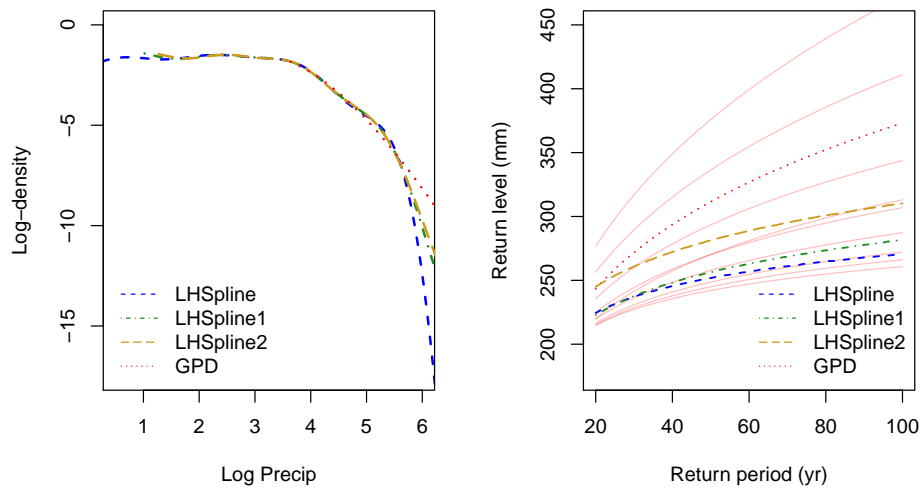 0
−5
−10
−15
Log−density
LHSpline
LHSpline1
LHSpline2
GPD
1 2 3 4 5 6
Log Precip
450
400
350
300
250
200
Return level (mm)
LHSpline
LHSpline1
LHSpline2
GPD
20 40 60 80 100
Return period (yr)